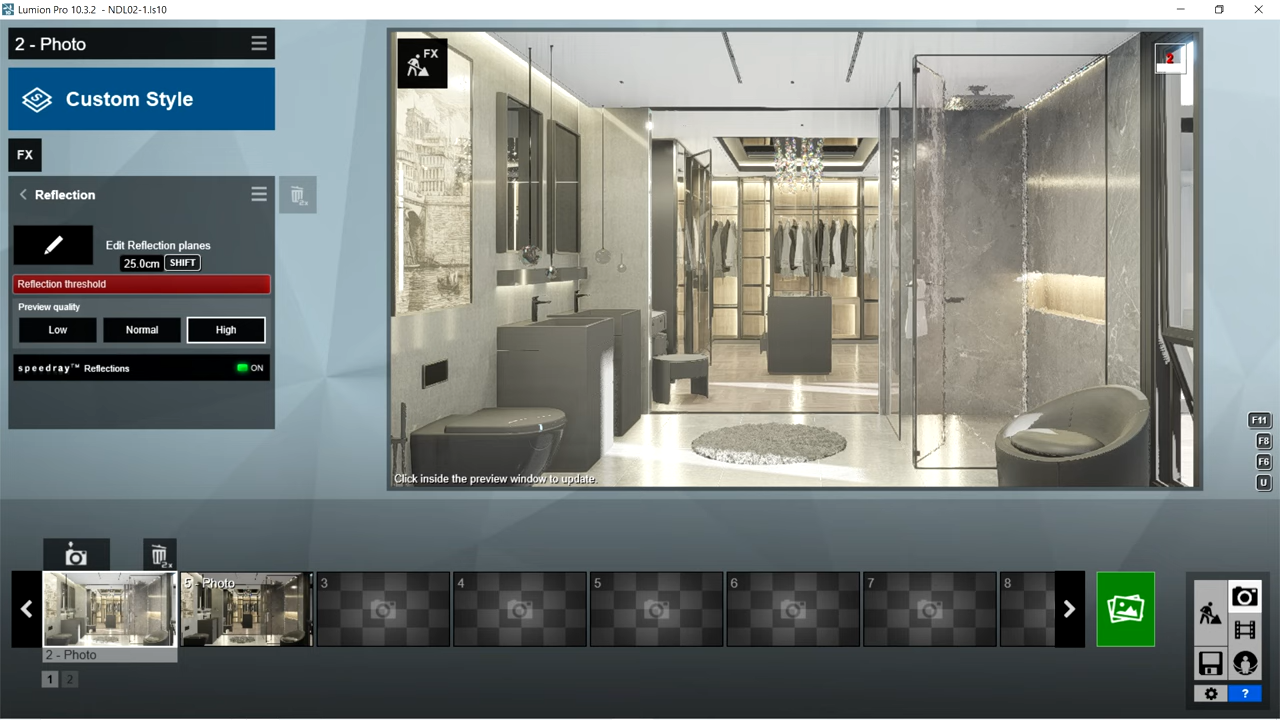 Lumion Pro 10.3.2 - NDL02-1.ls10
2 - Photo
Custom Style
FX
Reflection
Edit Reflection planes
25.0cm SHIFT
Reflection threshold
Preview quality
Low Normal High
speedray™ Reflections ON
FX
2
Click inside the preview window to update.
F11
F8
F6
U
5 - Photo 3 4 5 6 7 8
2 - Photo
1 2
?